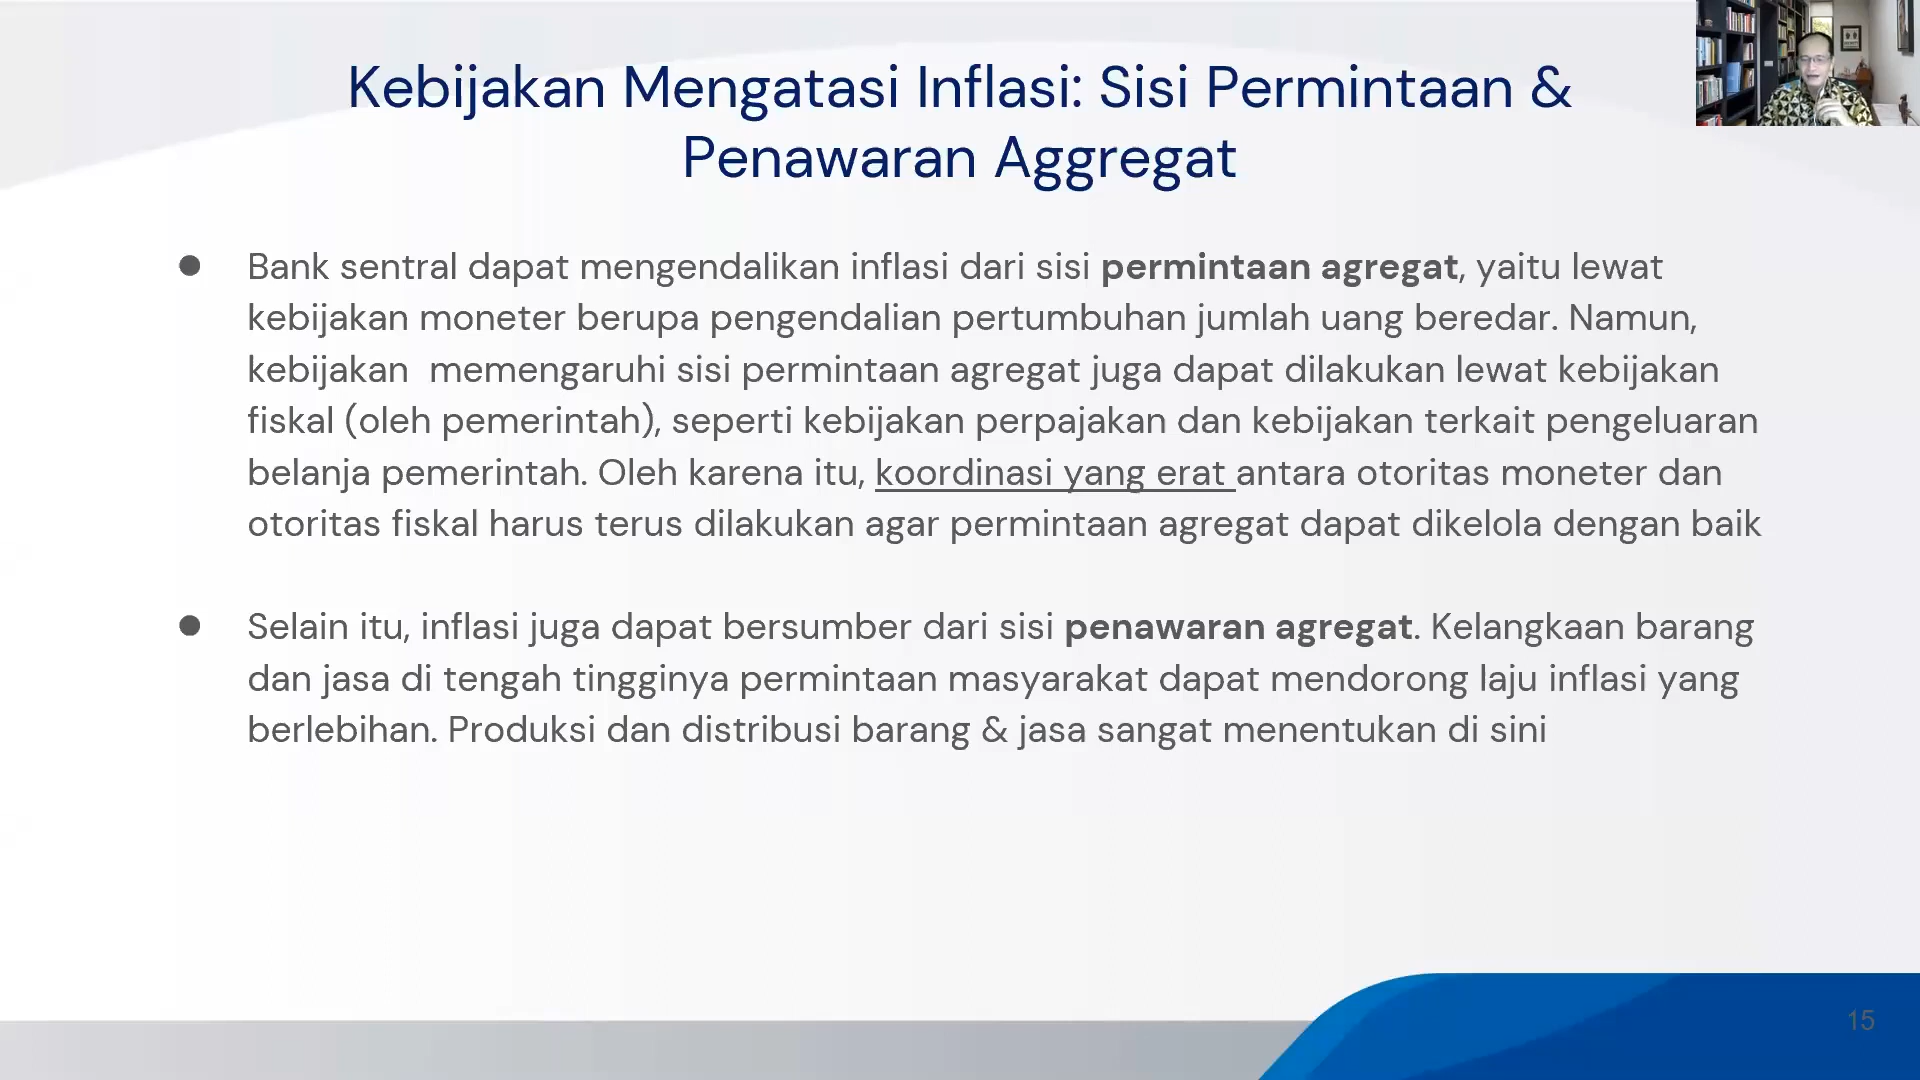 Kebijakan Mengatasi Inflasi: Sisi Permintaan &
Penawaran Aggregat
● Bank sentral dapat mengendalikan inflasi dari sisi permintaan agregat, yaitu lewat
kebijakan moneter berupa pengendalian pertumbuhan jumlah uang beredar. Namun,
kebijakan  memengaruhi sisi permintaan agregat juga dapat dilakukan lewat kebijakan
fiskal (oleh pemerintah), seperti kebijakan perpajakan dan kebijakan terkait pengeluaran
belanja pemerintah. Oleh karena itu, koordinasi yang erat antara otoritas moneter dan
otoritas fiskal harus terus dilakukan agar permintaan agregat dapat dikelola dengan baik
● Selain itu, inflasi juga dapat bersumber dari sisi penawaran agregat. Kelangkaan barang
dan jasa di tengah tingginya permintaan masyarakat dapat mendorong laju inflasi yang
berlebihan. Produksi dan distribusi barang & jasa sangat menentukan di sini
15